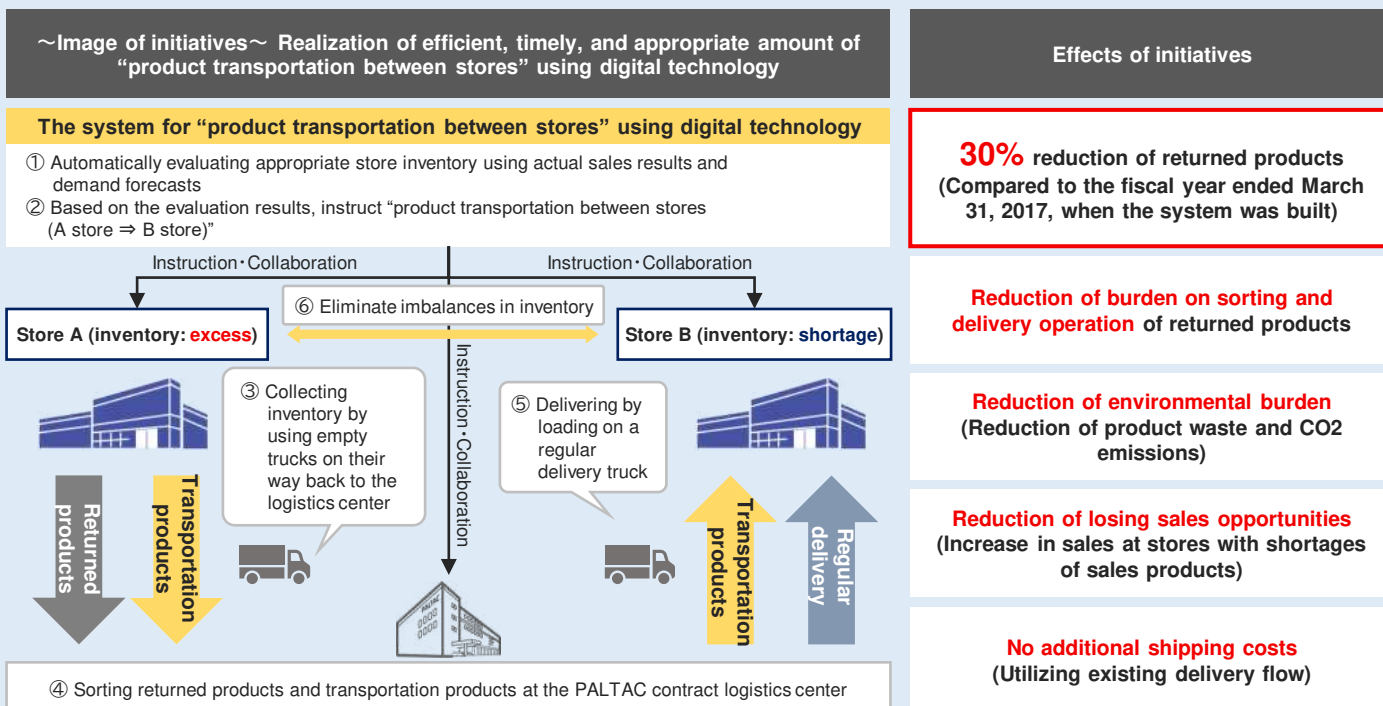 ~Image of initiatives~ Realization of efficient, timely, and appropriate amount of
“product transportation between stores” using digital technology
The system for “product transportation between stores” using digital technology
① Automatically evaluating appropriate store inventory using actual sales results and
demand forecasts
② Based on the evaluation results, instruct “product transportation between stores
(A store ⇒ B store)”
Instruction･Collaboration
Instruction･Collaboration
⑥ Eliminate imbalances in inventory
Store A (inventory: excess)
Store B (inventory: shortage)
Instruction･Collaboration
③ Collecting
inventory by
using empty
trucks on their
way back to the
logistics center
⑤ Delivering by
loading on a
regular
delivery truck
Returned
products
Transportation
products
Transportation
products
Regular
delivery
PALTAC
④ Sorting returned products and transportation products at the PALTAC contract logistics center
Effects of initiatives
30% reduction of returned products
(Compared to the fiscal year ended March
31, 2017, when the system was built)
Reduction of burden on sorting and
delivery operation of returned products
Reduction of environmental burden
(Reduction of product waste and CO2
emissions)
Reduction of losing sales opportunities
(Increase in sales at stores with shortages
of sales products)
No additional shipping costs
(Utilizing existing delivery flow)